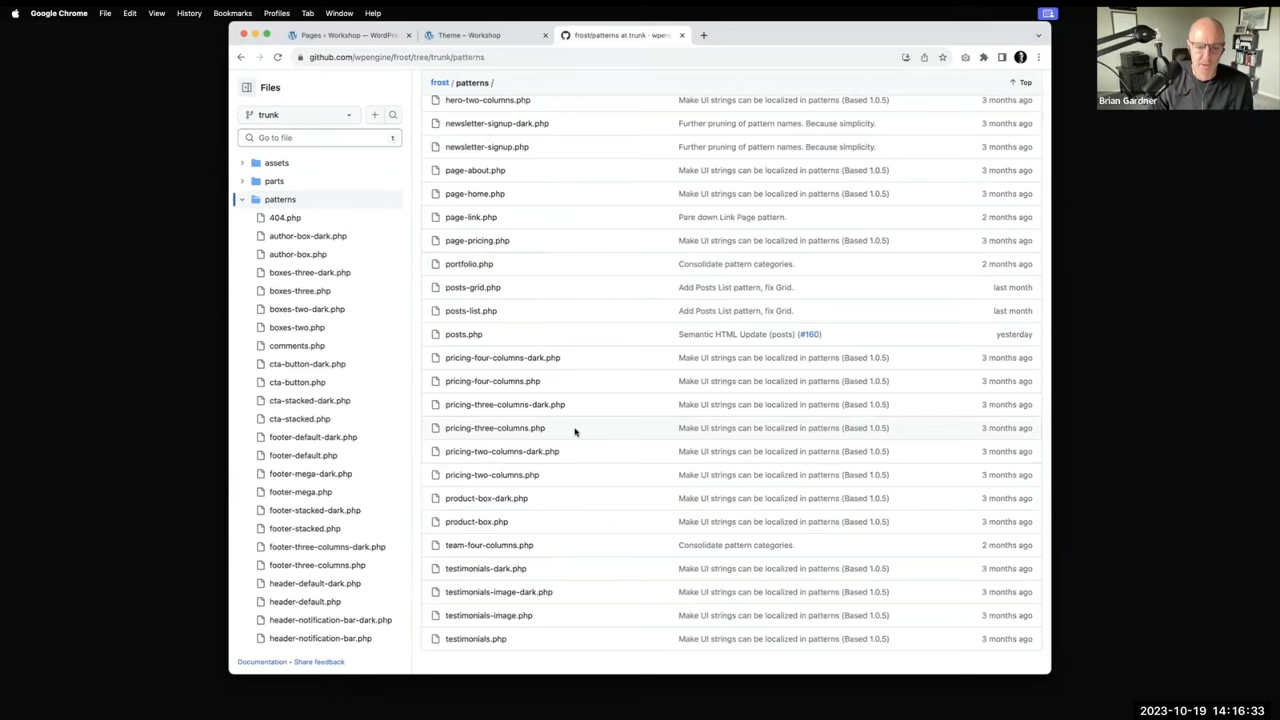 Google Chrome File Edit View History Bookmarks Profiles Tab Window Help
Pages ‹ Workshop — WordPr
Theme – Workshop
frost/patterns at trunk · wpeng
github.com/wpengine/frost/tree/trunk/patterns
Brian Gardner
Files
trunk
Go to file
t
assets
parts
patterns
404.php
author-box-dark.php
author-box.php
boxes-three-dark.php
boxes-three.php
boxes-two-dark.php
boxes-two.php
comments.php
cta-button-dark.php
cta-button.php
cta-stacked-dark.php
cta-stacked.php
footer-default-dark.php
footer-default.php
footer-mega-dark.php
footer-mega.php
footer-stacked-dark.php
footer-stacked.php
footer-three-columns-dark.php
footer-three-columns.php
header-default-dark.php
header-default.php
header-notification-bar-dark.php
header-notification-bar.php
Documentation • Share feedback
frost / patterns /
Top
hero-two-columns.php Make UI strings can be localized in patterns (Based 1.0.5) 3 months ago
newsletter-signup-dark.php Further pruning of pattern names. Because simplicity. 3 months ago
newsletter-signup.php Further pruning of pattern names. Because simplicity. 3 months ago
page-about.php Make UI strings can be localized in patterns (Based 1.0.5) 3 months ago
page-home.php Make UI strings can be localized in patterns (Based 1.0.5) 3 months ago
page-link.php Pare down Link Page pattern. 2 months ago
page-pricing.php Make UI strings can be localized in patterns (Based 1.0.5) 3 months ago
portfolio.php Consolidate pattern categories. 2 months ago
posts-grid.php Add Posts List pattern, fix Grid. last month
posts-list.php Add Posts List pattern, fix Grid. last month
posts.php Semantic HTML Update (posts) (#160) yesterday
pricing-four-columns-dark.php Make UI strings can be localized in patterns (Based 1.0.5) 3 months ago
pricing-four-columns.php Make UI strings can be localized in patterns (Based 1.0.5) 3 months ago
pricing-three-columns-dark.php Make UI strings can be localized in patterns (Based 1.0.5) 3 months ago
pricing-three-columns.php Make UI strings can be localized in patterns (Based 1.0.5) 3 months ago
pricing-two-columns-dark.php Make UI strings can be localized in patterns (Based 1.0.5) 3 months ago
pricing-two-columns.php Make UI strings can be localized in patterns (Based 1.0.5) 3 months ago
product-box-dark.php Make UI strings can be localized in patterns (Based 1.0.5) 3 months ago
product-box.php Make UI strings can be localized in patterns (Based 1.0.5) 3 months ago
team-four-columns.php Consolidate pattern categories. 2 months ago
testimonials-dark.php Make UI strings can be localized in patterns (Based 1.0.5) 3 months ago
testimonials-image-dark.php Make UI strings can be localized in patterns (Based 1.0.5) 3 months ago
testimonials-image.php Make UI strings can be localized in patterns (Based 1.0.5) 3 months ago
testimonials.php Make UI strings can be localized in patterns (Based 1.0.5) 3 months ago
2023-10-19 14:16:33